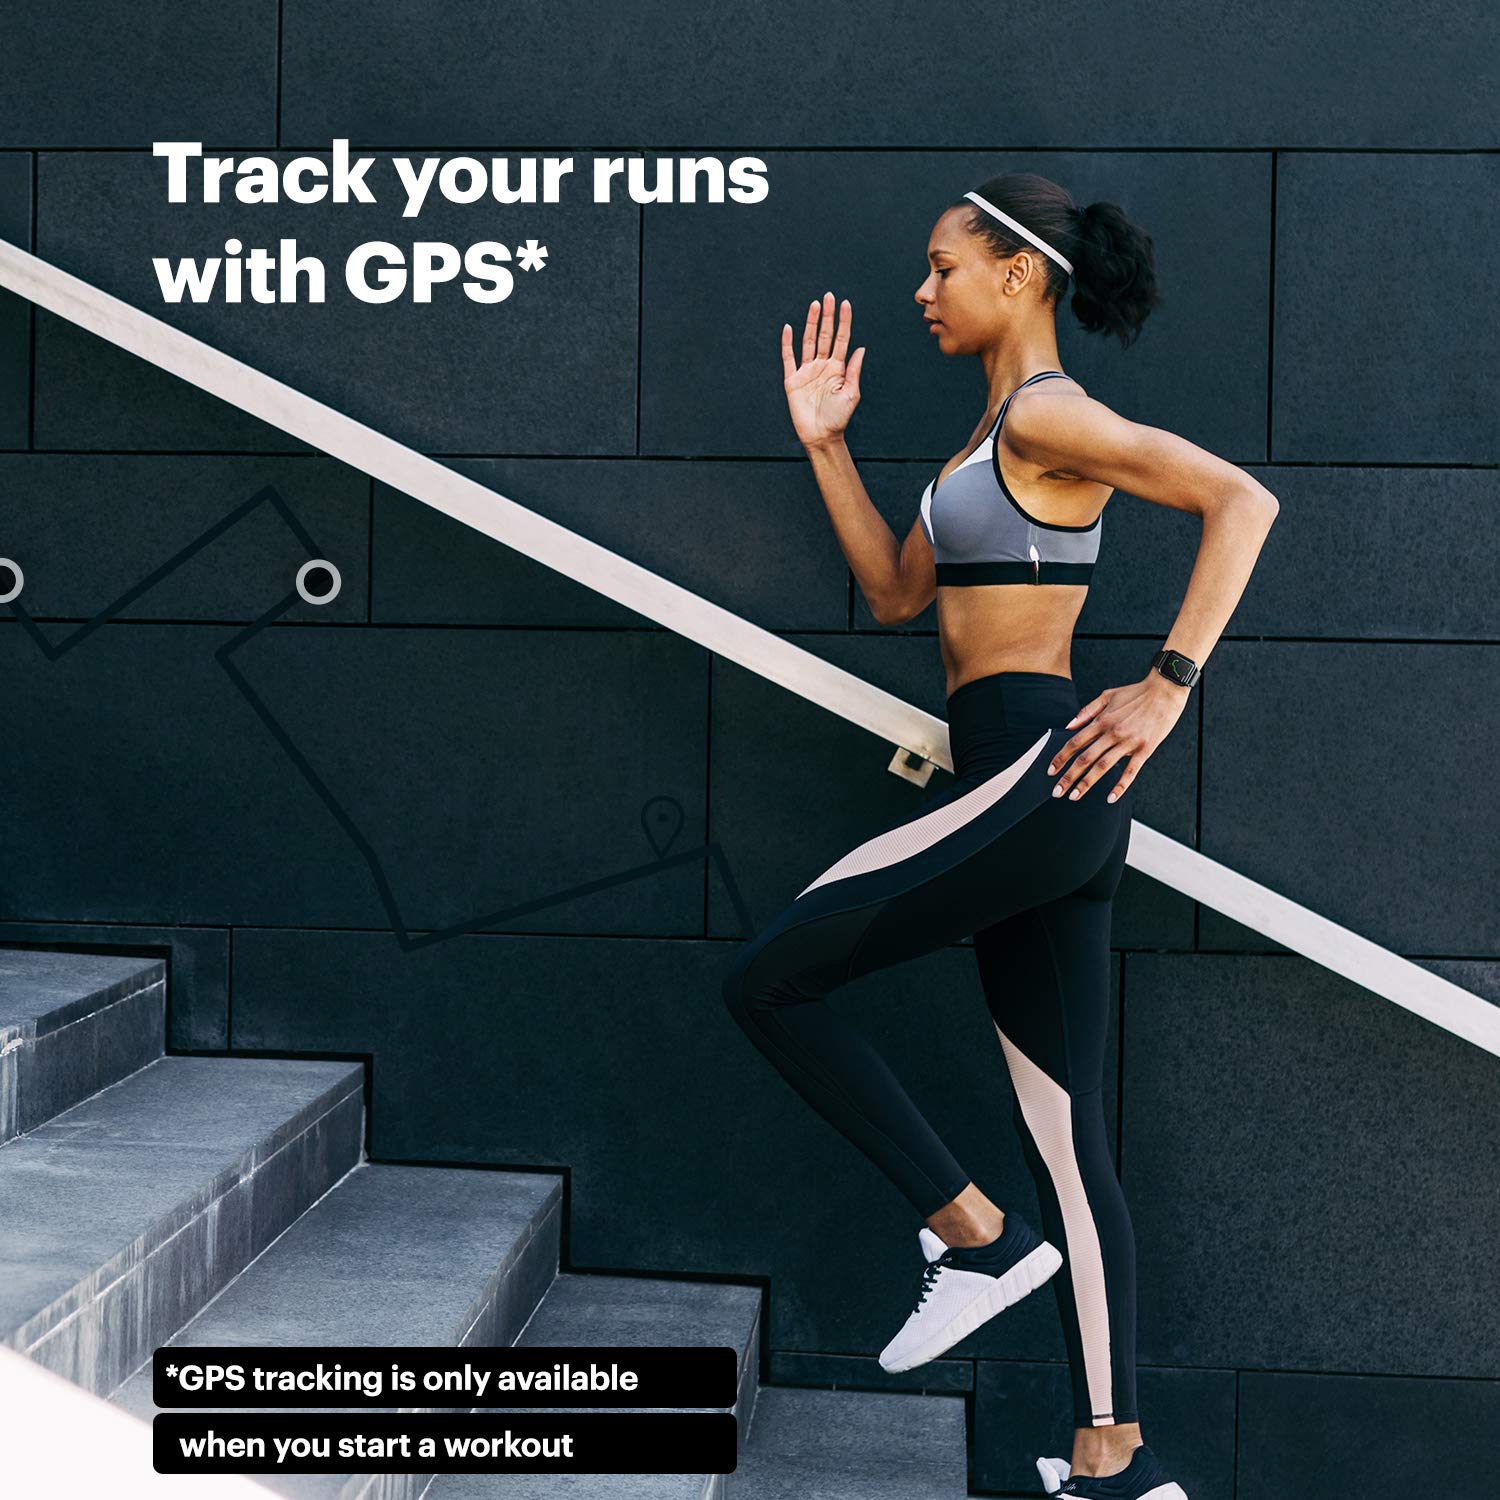 Track your runs
with GPS*
*GPS tracking is only available
when you start a workout